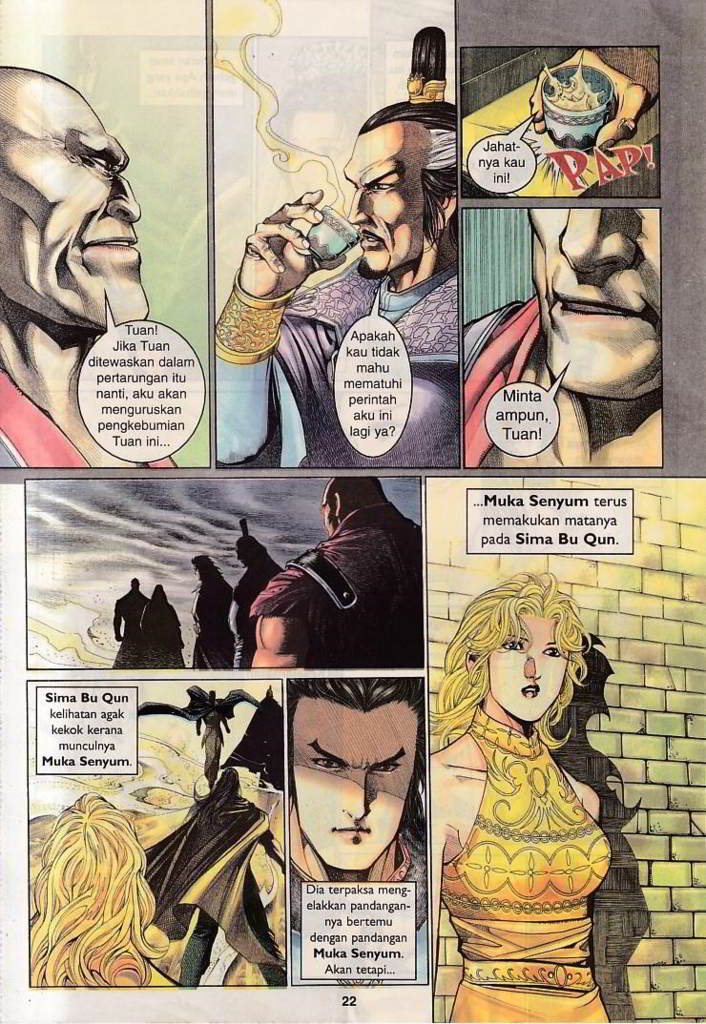 Tuan!
Jika Tuan
ditewaskan dalam
pertarungan itu
nanti, aku akan
menguruskan
pengkebumian
Tuan ini...
Apakah
kau tidak
mahu
mematuhi
perintah
aku ini
lagi ya?
Jahat-
nya kau
ini!
PAP!
Minta
ampun,
Tuan!
...Muka Senyum terus
memakukan matanya
pada Sima Bu Qun.
Sima Bu Qun
kelihatan agak
kekok kerana
munculnya
Muka Senyum.
Dia terpaksa meng-
elakkan pandangan-
nya bertemu
dengan pandangan
Muka Senyum.
Akan tetapi...
22